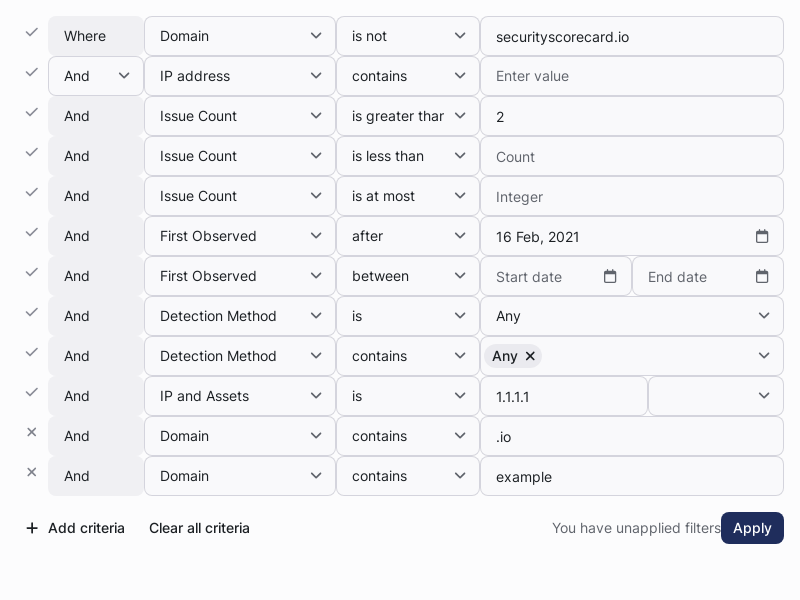 Where Domain is not securityscorecard.io
And IP address contains Enter value
And Issue Count is greater thar 2
And Issue Count is less than Count
And Issue Count is at most Integer
And First Observed after 16 Feb, 2021
And First Observed between Start date End date
And Detection Method is Any
And Detection Method contains Any
And IP and Assets is 1.1.1.1
And Domain contains .io
And Domain contains example
Add criteria Clear all criteria You have unapplied filters Apply